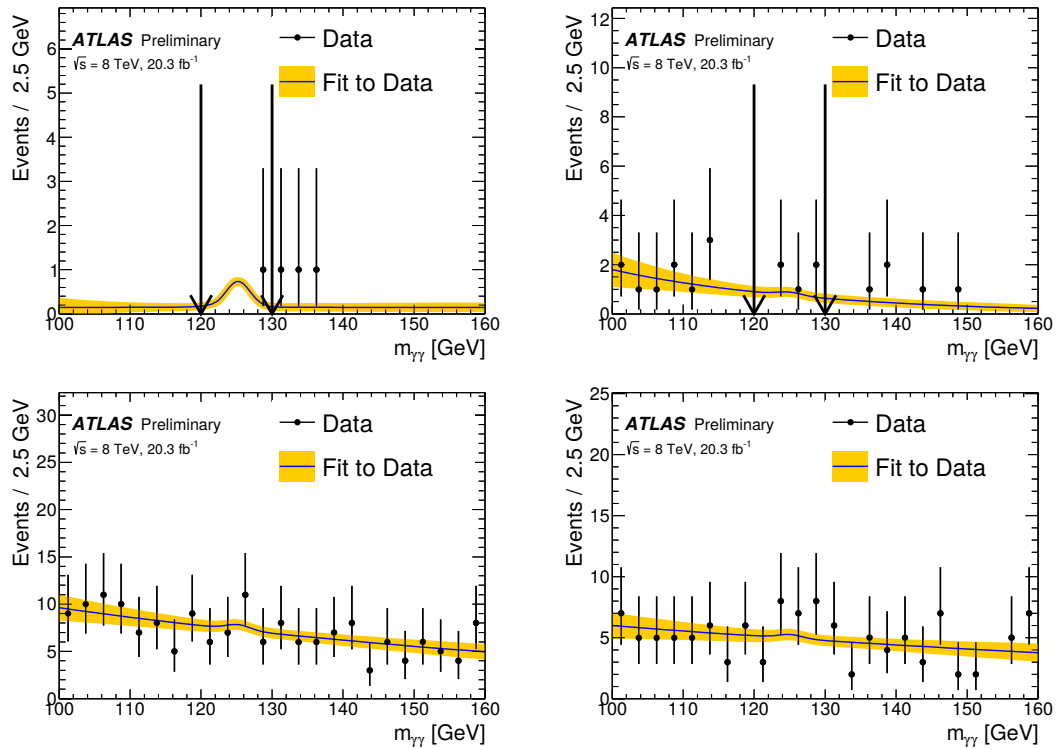 Events / 2.5 GeV
ATLAS Preliminary
√s = 8 TeV, 20.3 fb⁻¹
Data
Fit to Data
0 1 2 3 4 5 6
100 110 120 130 140 150 160
mγγ [GeV]
Events / 2.5 GeV
ATLAS Preliminary
√s = 8 TeV, 20.3 fb⁻¹
Data
Fit to Data
0 2 4 6 8 10 12
100 110 120 130 140 150 160
mγγ [GeV]
Events / 2.5 GeV
ATLAS Preliminary
√s = 8 TeV, 20.3 fb⁻¹
Data
Fit to Data
0 5 10 15 20 25 30
100 110 120 130 140 150 160
mγγ [GeV]
Events / 2.5 GeV
ATLAS Preliminary
√s = 8 TeV, 20.3 fb⁻¹
Data
Fit to Data
0 5 10 15 20 25
100 110 120 130 140 150 160
mγγ [GeV]